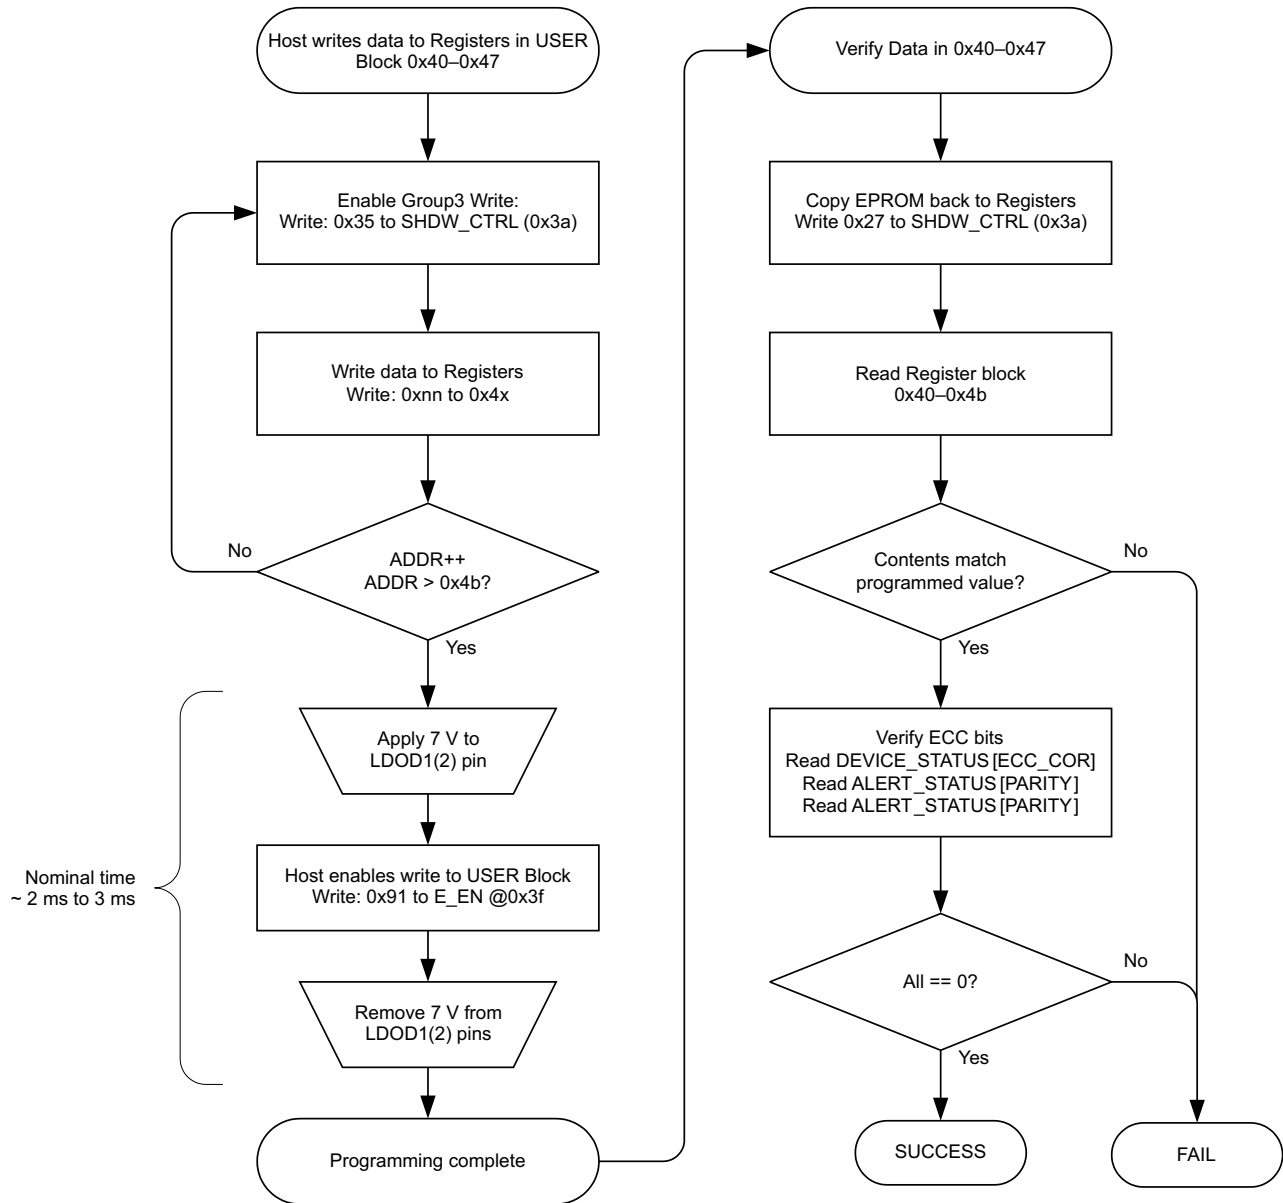 Host writes data to Registers in USER
Block 0x40–0x47
Enable Group3 Write:
Write: 0x35 to SHDW_CTRL (0x3a)
Write data to Registers
Write: 0xnn to 0x4x
No
ADDR++
ADDR > 0x4b?
Yes
Apply 7 V to
LDOD1(2) pin
Nominal time
~ 2 ms to 3 ms
Host enables write to USER Block
Write: 0x91 to E_EN @0x3f
Remove 7 V from
LDOD1(2) pins
Programming complete
Verify Data in 0x40–0x47
Copy EPROM back to Registers
Write 0x27 to SHDW_CTRL (0x3a)
Read Register block
0x40–0x4b
Contents match
programmed value?
No
Yes
Verify ECC bits
Read DEVICE_STATUS[ECC_COR]
Read ALERT_STATUS[PARITY]
Read ALERT_STATUS[PARITY]
All == 0?
No
Yes
SUCCESS
FAIL